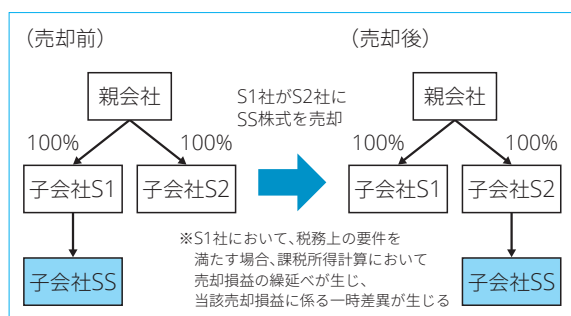 （売却前）
（売却後）
親会社
S1社がS2社に
SS株式を売却
親会社
100%
100%
100%
100%
子会社S1
子会社S2
子会社S1
子会社S2
※S1社において、税務上の要件を
満たす場合、課税所得計算において
売却損益の繰延べが生じ、
当該売却損益に係る一時差異が生じる
子会社SS
子会社SS